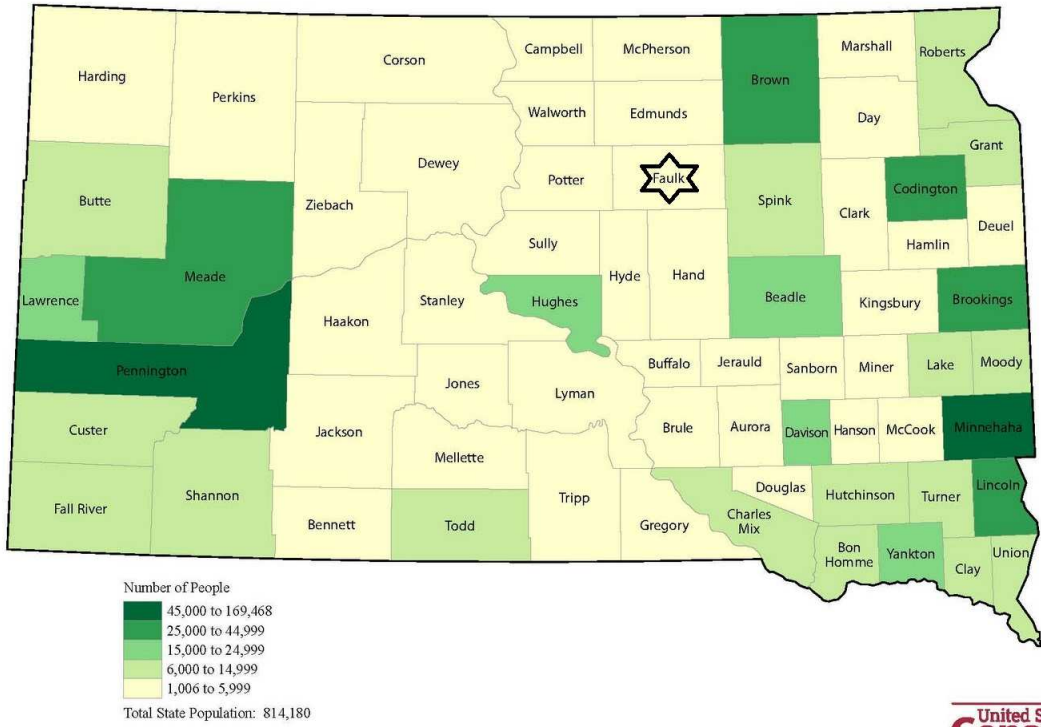 Harding
Perkins
Corson
Campbell
McPherson
Brown
Marshall
Roberts
Walworth
Edmunds
Day
Grant
Butte
Ziebach
Dewey
Potter
Faulk
Spink
Clark
Codington
Deuel
Hamlin
Lawrence
Meade
Sully
Hyde
Hand
Stanley
Hughes
Beadle
Kingsbury
Brookings
Haakon
Pennington
Jones
Lyman
Buffalo
Jerauld
Sanborn
Miner
Lake
Moody
Custer
Jackson
Mellette
Brule
Aurora
Davison
Hanson
McCook
Minnehaha
Fall River
Shannon
Bennett
Todd
Tripp
Gregory
Charles
Mix
Douglas
Hutchinson
Turner
Lincoln
Bon
Homme
Yankton
Clay
Union
Number of People
45,000 to 169,468
25,000 to 44,999
15,000 to 24,999
6,000 to 14,999
1,006 to 5,999
Total State Population: 814,180
United S